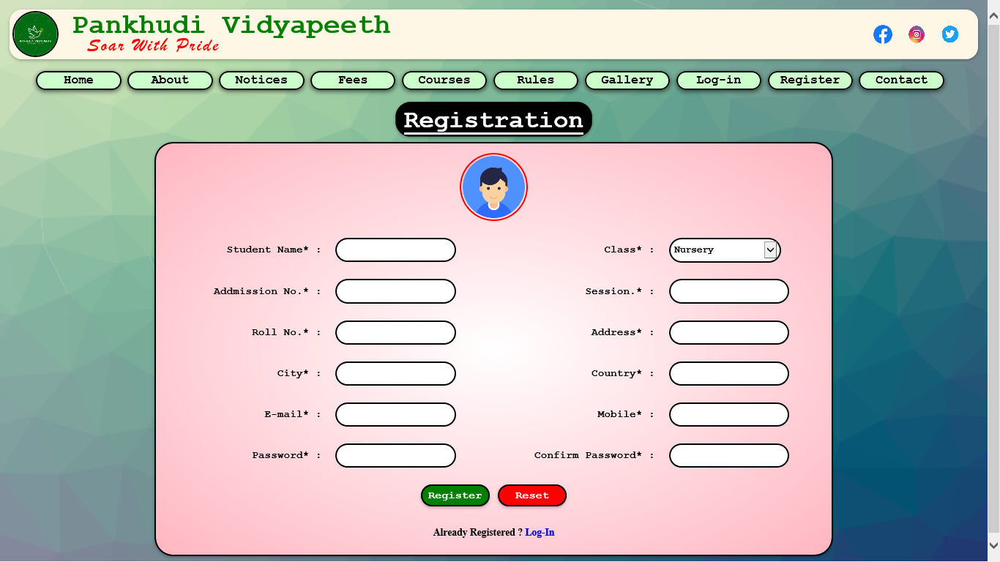 Pankhudi Vidyapeeth
Soar With Pride
Home About Notices Fees Courses Rules Gallery Log-in Register Contact
Registration
Student Name* : Class* : Nursery
Addmission No.* : Session.* :
Roll No.* : Address* :
City* : Country* :
E-mail* : Mobile* :
Password* : Confirm Password* :
Register Reset
Already Registered ? Log-In